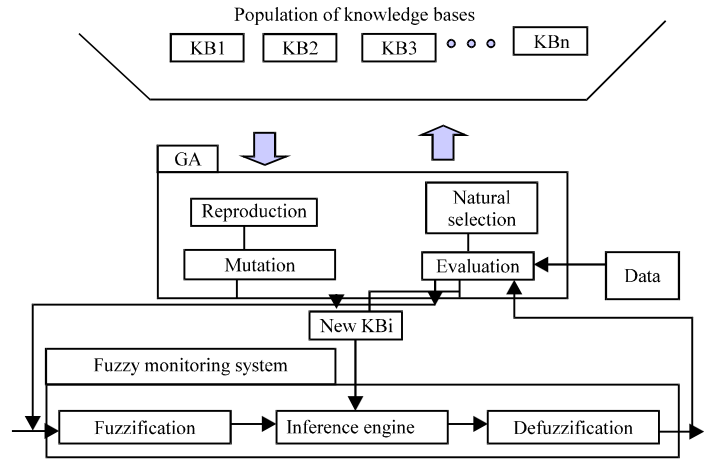 Population of knowledge bases
KB1 KB2 KB3 KBn
GA
Reproduction
Natural
selection
Mutation
Evaluation
Data
New KBi
Fuzzy monitoring system
Fuzzification
Inference engine
Defuzzification